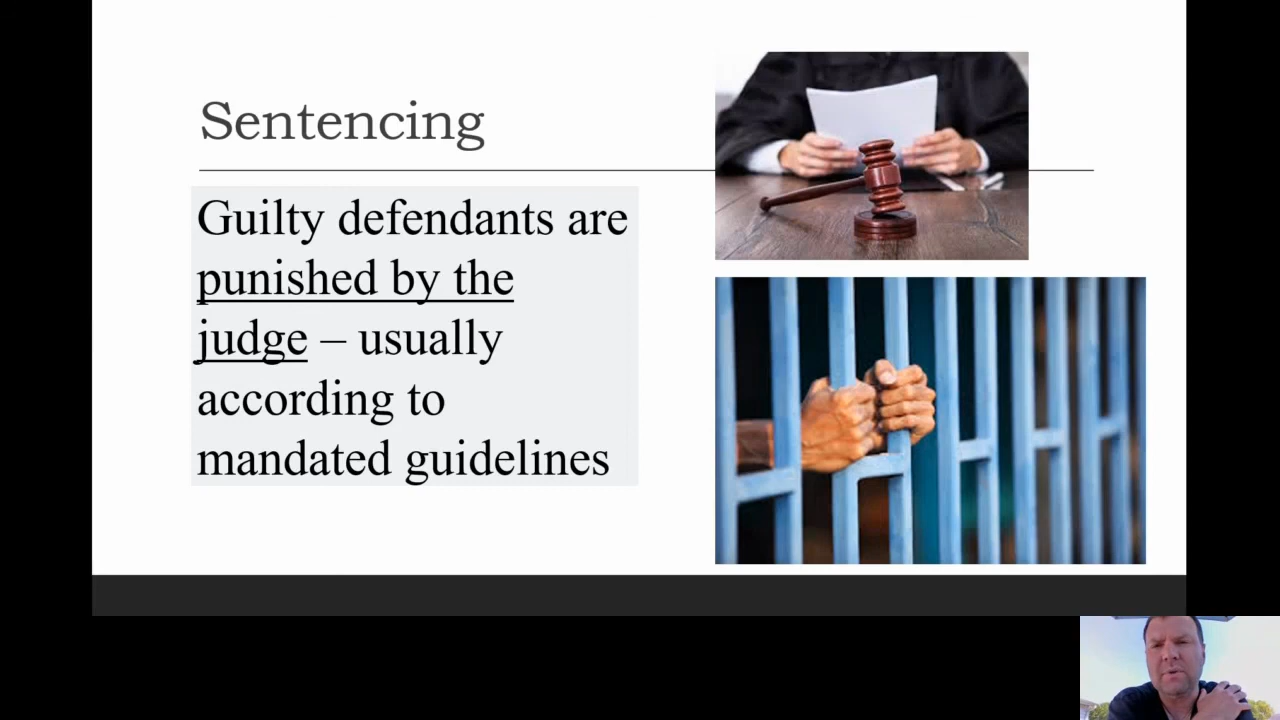 Sentencing
Guilty defendants are
punished by the
judge – usually
according to
mandated guidelines